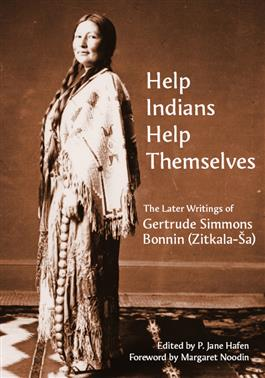 Help
Indians
Help
Themselves
The Later Writings of
Gertrude Simmons
Bonnin (Zitkala-Ša)
Edited by P. Jane Hafen
Foreword by Margaret Noodin